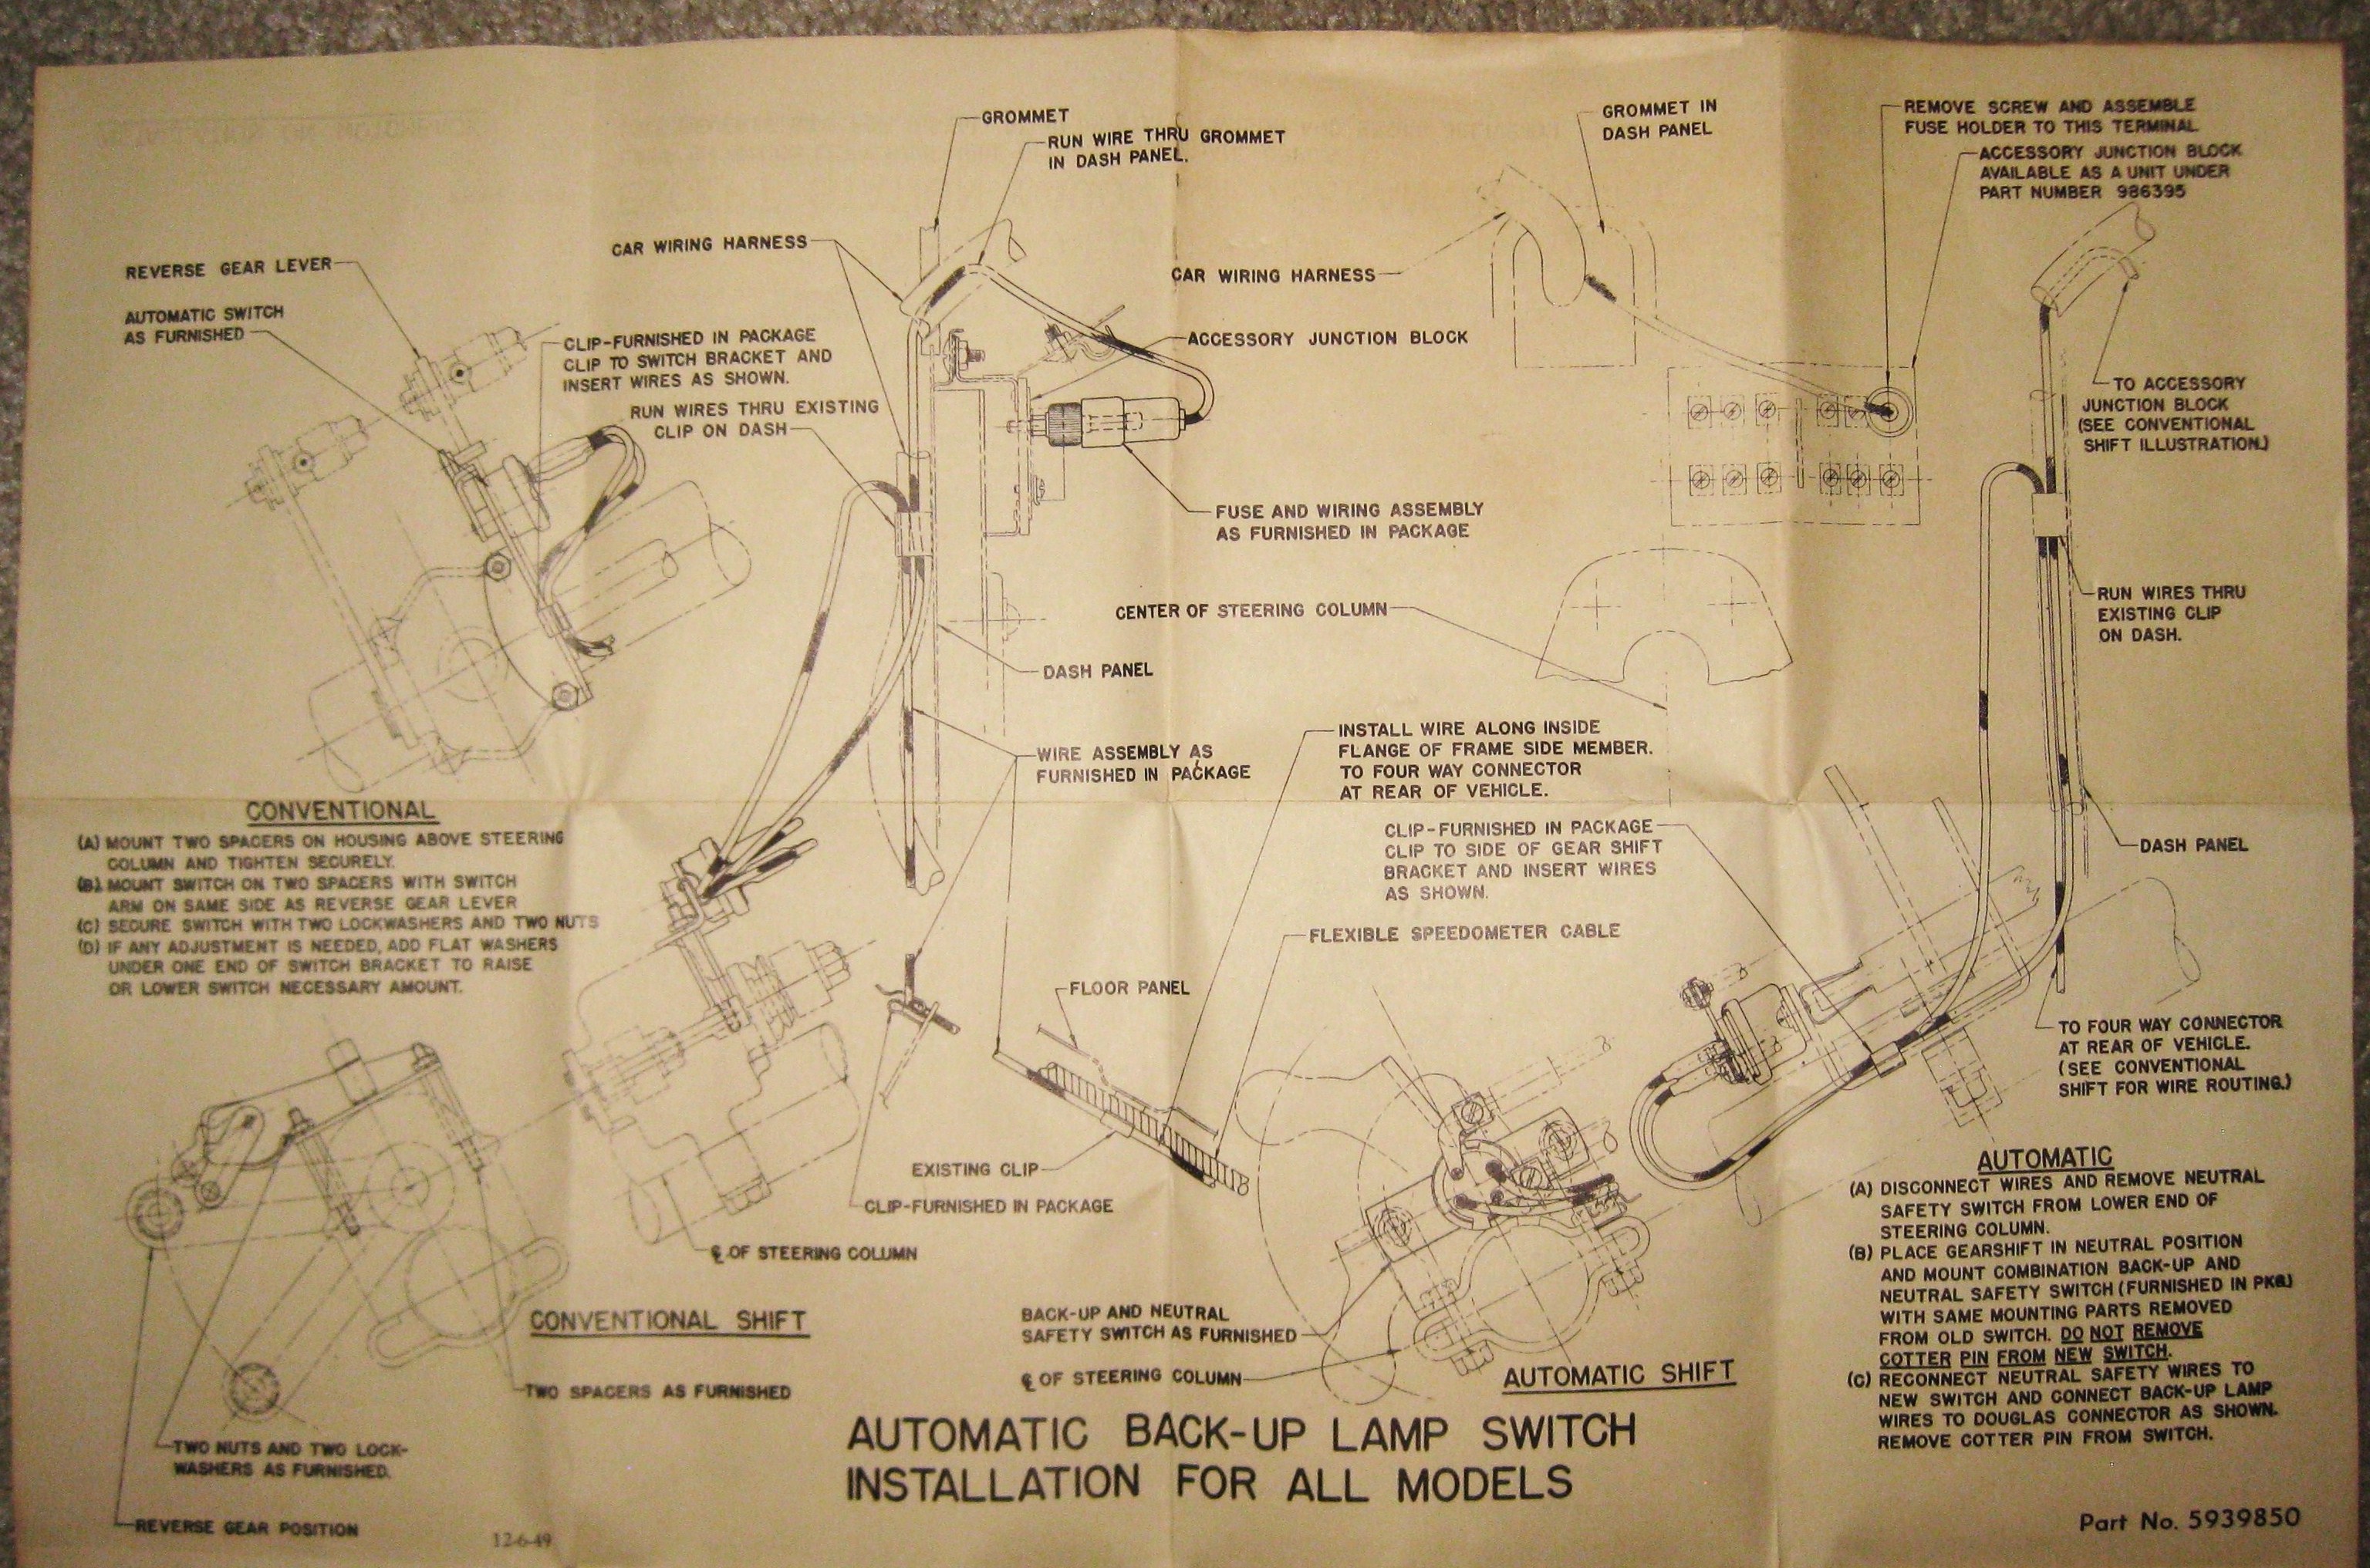 GROMMET
RUN WIRE THRU GROMMET
IN DASH PANEL.
GROMMET IN
DASH PANEL
REMOVE SCREW AND ASSEMBLE
FUSE HOLDER TO THIS TERMINAL
ACCESSORY JUNCTION BLOCK
AVAILABLE AS A UNIT UNDER
PART NUMBER 986395
REVERSE GEAR LEVER
CAR WIRING HARNESS
CAR WIRING HARNESS
AUTOMATIC SWITCH
AS FURNISHED
CLIP-FURNISHED IN PACKAGE
CLIP TO SWITCH BRACKET AND
INSERT WIRES AS SHOWN.
ACCESSORY JUNCTION BLOCK
RUN WIRES THRU EXISTING
CLIP ON DASH
TO ACCESSORY
JUNCTION BLOCK
(SEE CONVENTIONAL
SHIFT ILLUSTRATION.)
FUSE AND WIRING ASSEMBLY
AS FURNISHED IN PACKAGE
CENTER OF STEERING COLUMN
RUN WIRES THRU
EXISTING CLIP
ON DASH.
DASH PANEL
WIRE ASSEMBLY AS
FURNISHED IN PACKAGE
INSTALL WIRE ALONG INSIDE
FLANGE OF FRAME SIDE MEMBER.
TO FOUR WAY CONNECTOR
AT REAR OF VEHICLE.
CLIP-FURNISHED IN PACKAGE
CLIP TO SIDE OF GEAR SHIFT
BRACKET AND INSERT WIRES
AS SHOWN.
DASH PANEL
CONVENTIONAL
(A) MOUNT TWO SPACERS ON HOUSING ABOVE STEERING
COLUMN AND TIGHTEN SECURELY.
(B) MOUNT SWITCH ON TWO SPACERS WITH SWITCH
ARM ON SAME SIDE AS REVERSE GEAR LEVER
(C) SECURE SWITCH WITH TWO LOCKWASHERS AND TWO NUTS
(D) IF ANY ADJUSTMENT IS NEEDED, ADD FLAT WASHERS
UNDER ONE END OF SWITCH BRACKET TO RAISE
OR LOWER SWITCH NECESSARY AMOUNT.
FLEXIBLE SPEEDOMETER CABLE
FLOOR PANEL
TO FOUR WAY CONNECTOR
AT REAR OF VEHICLE.
(SEE CONVENTIONAL
SHIFT FOR WIRE ROUTING.)
EXISTING CLIP
CLIP-FURNISHED IN PACKAGE
℄ OF STEERING COLUMN
AUTOMATIC
(A) DISCONNECT WIRES AND REMOVE NEUTRAL
SAFETY SWITCH FROM LOWER END OF
STEERING COLUMN.
(B) PLACE GEARSHIFT IN NEUTRAL POSITION
AND MOUNT COMBINATION BACK-UP AND
NEUTRAL SAFETY SWITCH (FURNISHED IN PKG.)
WITH SAME MOUNTING PARTS REMOVED
FROM OLD SWITCH. DO NOT REMOVE
COTTER PIN FROM NEW SWITCH.
(C) RECONNECT NEUTRAL SAFETY WIRES TO
NEW SWITCH AND CONNECT BACK-UP LAMP
WIRES TO DOUGLAS CONNECTOR AS SHOWN.
REMOVE COTTER PIN FROM SWITCH.
CONVENTIONAL SHIFT
BACK-UP AND NEUTRAL
SAFETY SWITCH AS FURNISHED
℄ OF STEERING COLUMN
AUTOMATIC SHIFT
TWO SPACERS AS FURNISHED
TWO NUTS AND TWO LOCK-
WASHERS AS FURNISHED.
REVERSE GEAR POSITION
AUTOMATIC BACK-UP LAMP SWITCH
INSTALLATION FOR ALL MODELS
12-6-49
Part No. 5939850